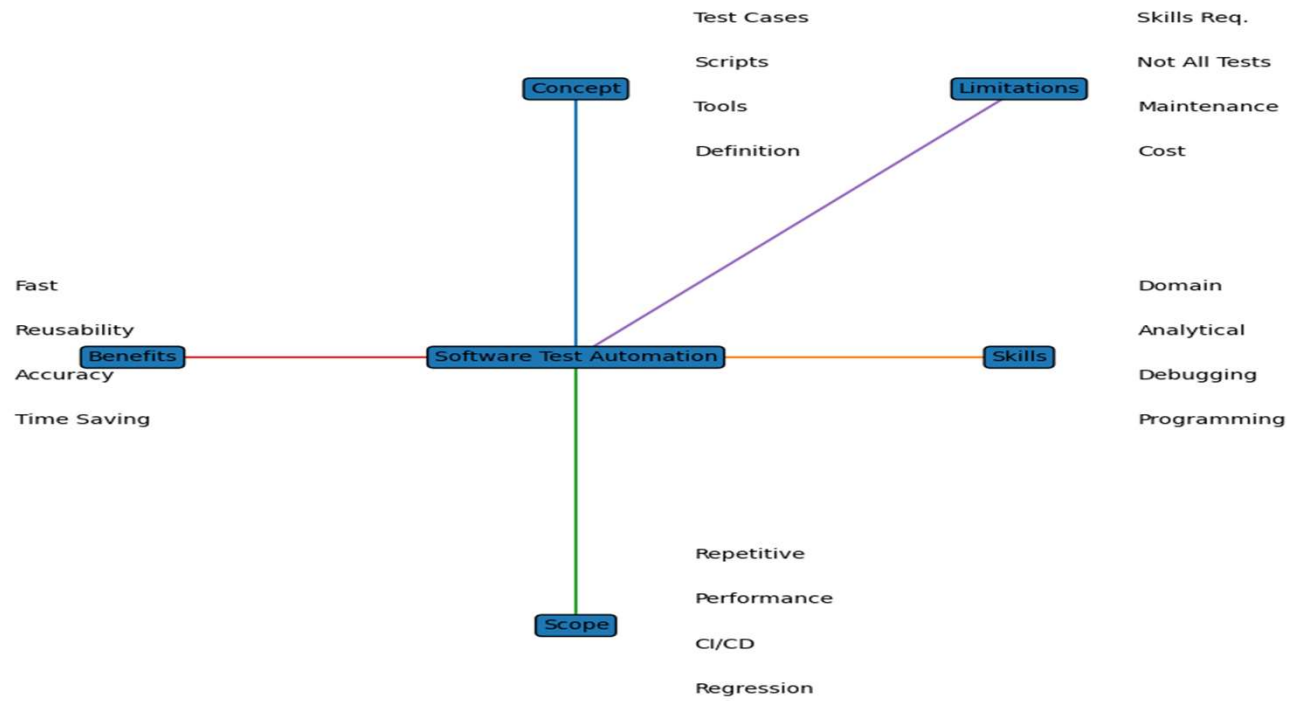 Test Cases
Scripts
Concept
Tools
Definition
Skills Req.
Not All Tests
Limitations
Maintenance
Cost
Fast
Reusability
Benefits
Accuracy
Time Saving
Software Test Automation
Domain
Analytical
Skills
Debugging
Programming
Repetitive
Performance
Scope
CI/CD
Regression